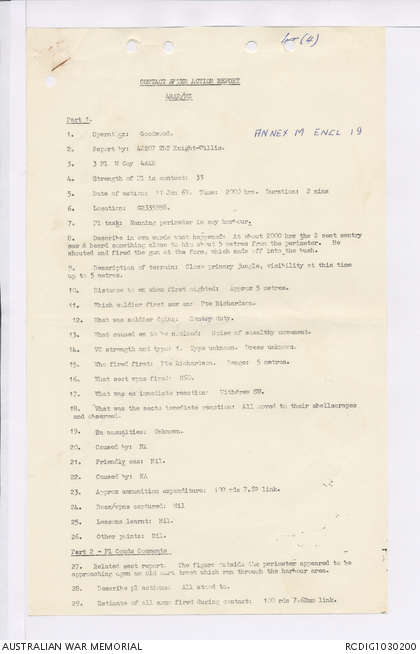 4 (4)
CONTACT AFTER ACTION REPORT
4RAR/NZ
Part 1.
ANNEX M ENCL 19
1. Operation: Goodwood.
2. Report by: 42807 2Lt Knight-Willis.
3. 3 Pl W Coy 4RAR
4. Strength of Pl in contact: 33
5. Date of action: 11 Jan 69. Time: 2000 hrs. Duration: 2 mins
6. Location:
7. Pl task: Manning perimeter in any harbour.
8. Describe in own words what happened: At about 2000 hrs the 2 sect sentry
saw & heard something close to him about 5 metres from the perimeter. He
shouted and fired the gun at the form, which made off into the bush.
9. Description of terrain: Close primary jungle, visibility at this time
up to 5 metres.
10. Distance to en when first sighted: Approx 5 metres.
11. Which soldier first saw en: Pte Richardson.
12. What was soldier doing: Sentry duty.
13. What caused en to be noticed: Noise of stealthy movement.
14. VC strength and type: 1. Type unknown. Dress unknown.
15. Who fired first: Pte Richardson. Range: 5 metres.
16. What sect wpns fired: M60.
17. What was en immediate reaction: Withdrew SW.
18. What was the sects immediate reaction: All moved to their shellscrapes
and observed.
19. En casualties: Unknown.
20. Caused by: NA
21. Friendly cas: Nil.
22. Caused by: NA
23. Approx ammunition expenditure: 100 rds 7.62 link.
24. Docs/wpns captured: Nil
25. Lessons learnt: Nil.
26. Other points: Nil.
Part 2 - Pl Comds Comments
27. Related sect report. The figure outside the perimeter appeared to be
approaching upon an old cart track which ran through the harbour area.
28. Describe pl actions: All stood to.
29. Estimate of all ammo fired during contact: 100 rds 7.62mm link.
AUSTRALIAN WAR MEMORIAL
RCDIG1030200